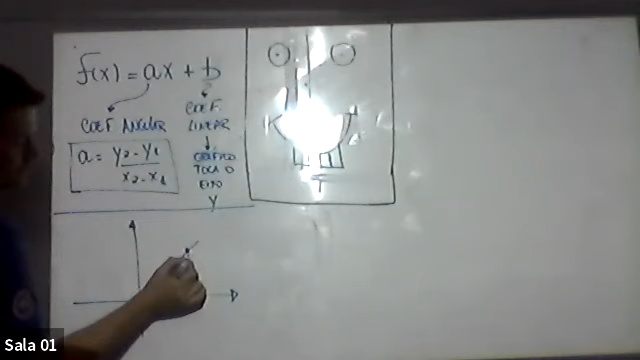 f(x) = ax + b
COEF. ANGULAR
a = y₂ - y₁
x₂ - x₁
COEF.
LINEAR
GRÁFICO
TOCA O
EIXO
Y
Sala 01